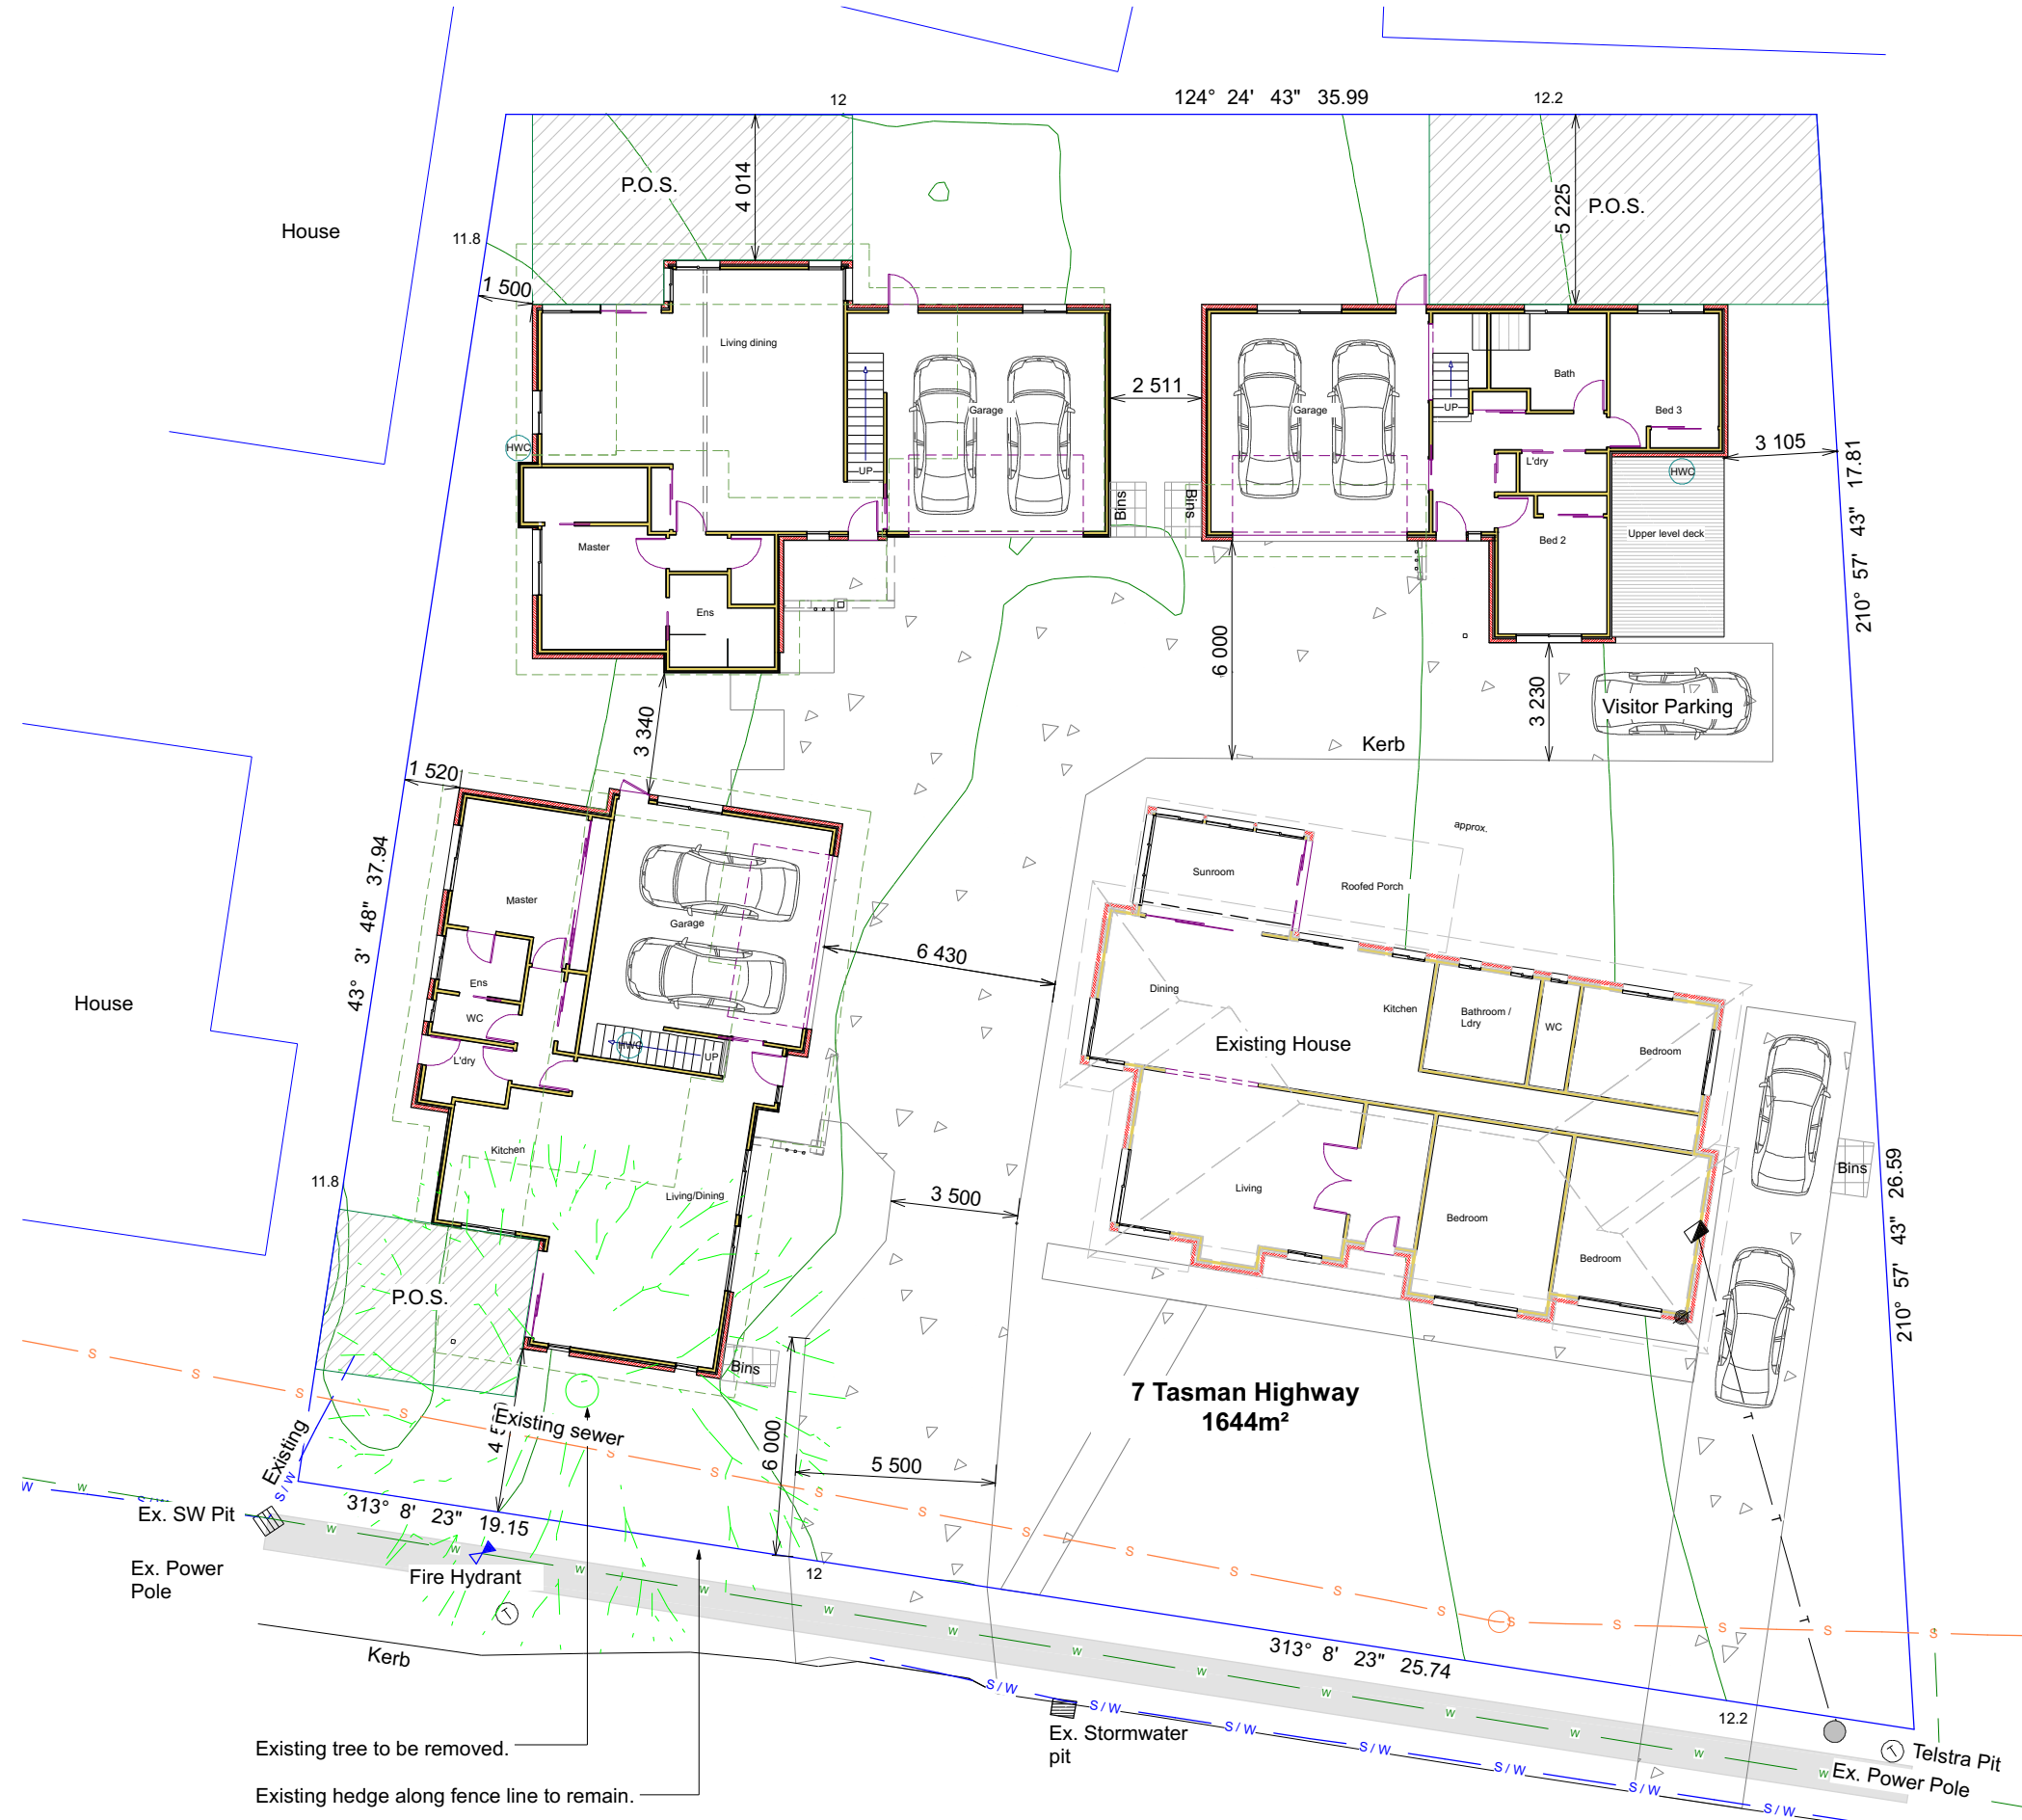 12
124° 24' 43" 35.99
12.2
House
11.8
P.O.S.
4 014
5 225
P.O.S.
1 500
Living dining
Garage
2 511
Garage
UP
Bath
Bed 3
3 105
210° 57' 43" 17.81
HWC
UP
L'dry
HWC
Bins
Bins
Master
Bed 2
Upper level deck
Ens
6 000
3 340
3 230
Visitor Parking
Kerb
1 520
43° 3' 48" 37.94
approx.
Sunroom
Roofed Porch
Master
Garage
6 430
Ens
WC
Dining
Kitchen
Bathroom /
Ldry
WC
House
Existing House
Bedroom
HWC
UP
L'dry
Kitchen
Living/Dining
11.8
3 500
Living
Bedroom
Bedroom
Bins
210° 57' 43" 26.59
P.O.S.
Bins
7 Tasman Highway
1644m²
Existing sewer
6 000
5 500
Existing
S/W
Ex. SW Pit
313° 8' 23" 19.15
Ex. Power
Pole
Fire Hydrant
12
Kerb
313° 8' 23" 25.74
12.2
S/W
S/W
S/W
S/W
S/W
S/W
S/W
Ex. Stormwater
pit
Telstra Pit
Ex. Power Pole
Existing tree to be removed.
Existing hedge along fence line to remain.